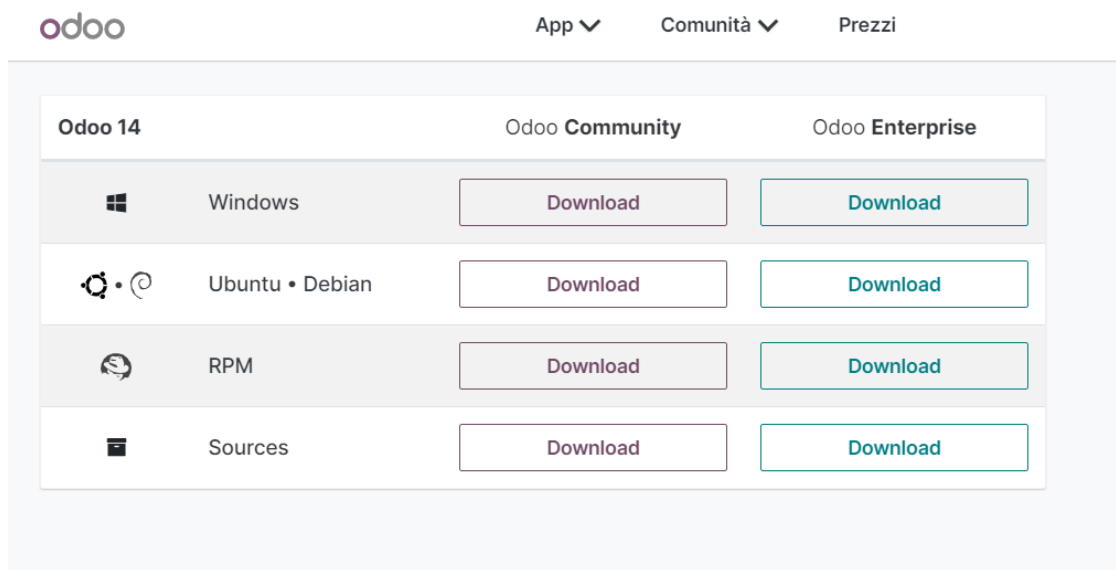 odoo App Comunità Prezzi
Odoo 14 Odoo Community Odoo Enterprise
Windows Download Download
Ubuntu • Debian Download Download
RPM Download Download
Sources Download Download